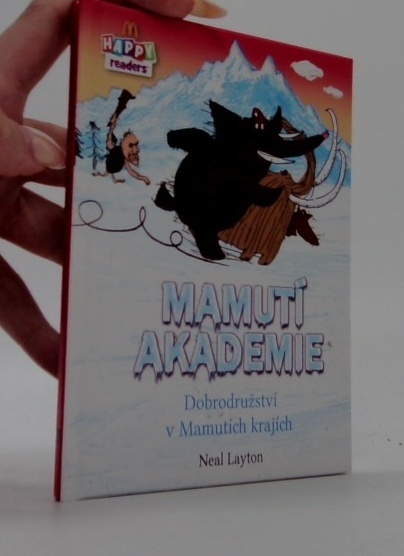 HAPPY
readers
MAMUTÍ
AKADEMIE
Dobrodružství
v Mamutích krajích
Neal Layton